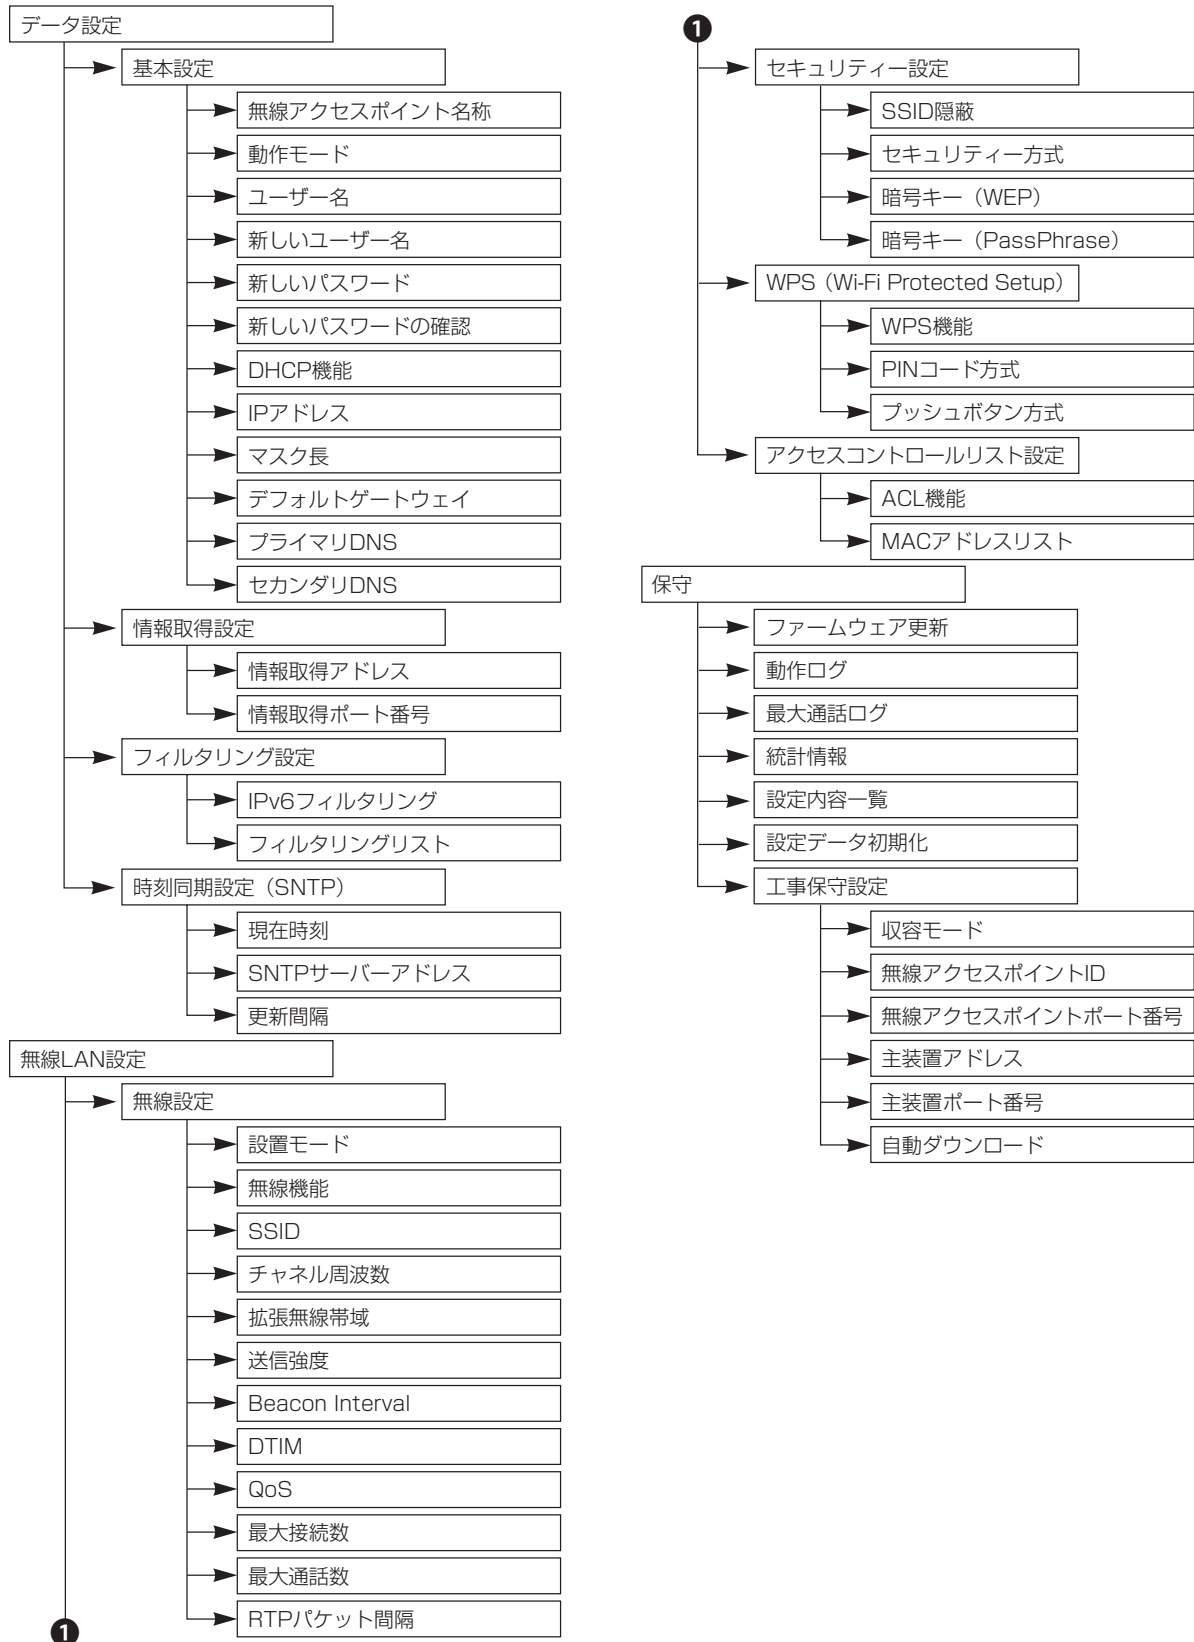 データ設定
基本設定
無線アクセスポイント名称
動作モード
ユーザー名
新しいユーザー名
新しいパスワード
新しいパスワードの確認
DHCP機能
IPアドレス
マスク長
デフォルトゲートウェイ
プライマリDNS
セカンダリDNS
情報取得設定
情報取得アドレス
情報取得ポート番号
フィルタリング設定
IPv6フィルタリング
フィルタリングリスト
時刻同期設定（SNTP）
現在時刻
SNTPサーバーアドレス
更新間隔
無線LAN設定
無線設定
設置モード
無線機能
SSID
チャネル周波数
拡張無線帯域
送信強度
Beacon Interval
DTIM
QoS
最大接続数
最大通話数
RTPパケット間隔
❶
❶
セキュリティー設定
SSID隠蔽
セキュリティー方式
暗号キー（WEP）
暗号キー（PassPhrase）
WPS（Wi-Fi Protected Setup）
WPS機能
PINコード方式
プッシュボタン方式
アクセスコントロールリスト設定
ACL機能
MACアドレスリスト
保守
ファームウェア更新
動作ログ
最大通話ログ
統計情報
設定内容一覧
設定データ初期化
工事保守設定
収容モード
無線アクセスポイントID
無線アクセスポイントポート番号
主装置アドレス
主装置ポート番号
自動ダウンロード